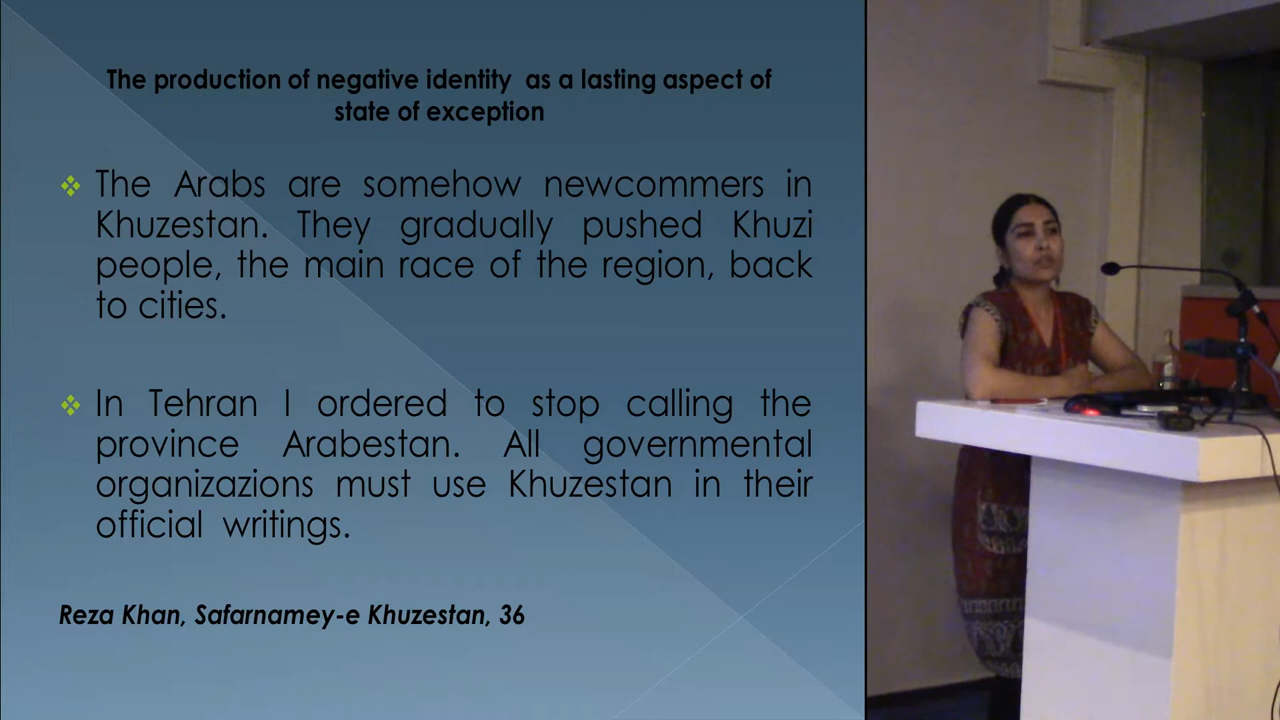 The production of negative identity as a lasting aspect of
state of exception
The Arabs are somehow newcommers in
Khuzestan. They gradually pushed Khuzi
people, the main race of the region, back
to cities.
In Tehran I ordered to stop calling the
province Arabestan. All governmental
organizazions must use Khuzestan in their
official writings.
Reza Khan, Safarnamey-e Khuzestan, 36